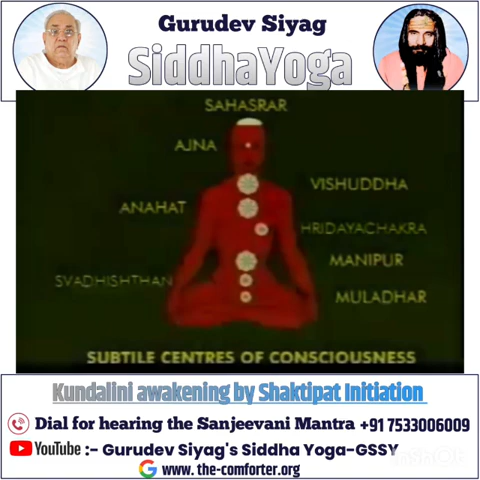 Gurudev Siyag
SiddhaYoga
SAHASRAR
AJNA
VISHUDDHA
ANAHAT
HRIDAYACHAKRA
MANIPUR
SVADHISHTHAN
MULADHAR
SUBTILE CENTRES OF CONSCIOUSNESS
Kundalini awakening by Shaktipat Initiation
Dial for hearing the Sanjeevani Mantra +91 7533006009
YouTube :- Gurudev Siyag's Siddha Yoga-GSSY
www. the-comforter.org